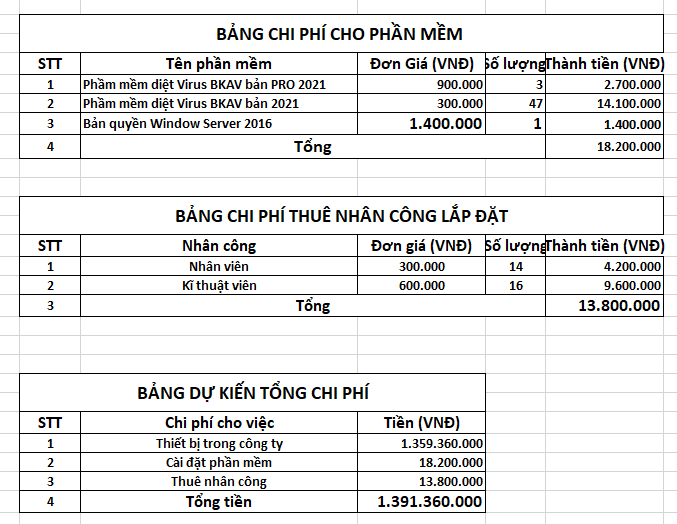 BẢNG CHI PHÍ CHO PHẦN MỀM
STT Tên phần mềm Đơn Giá (VNĐ) Số lượng Thành tiền (VNĐ)
1 Phầm mềm diệt Virus BKAV bản PRO 2021 900.000 3 2.700.000
2 Phầm mềm diệt Virus BKAV bản 2021 300.000 47 14.100.000
3 Bản quyền Window Server 2016 1.400.000 1 1.400.000
4 Tổng 18.200.000
BẢNG CHI PHÍ THUÊ NHÂN CÔNG LẮP ĐẶT
STT Nhân công Đơn giá (VNĐ) Số lượng Thành tiền (VNĐ)
1 Nhân viên 300.000 14 4.200.000
2 Kĩ thuật viên 600.000 16 9.600.000
3 Tổng 13.800.000
BẢNG DỰ KIẾN TỔNG CHI PHÍ
STT Chi phí cho việc Tiền (VNĐ)
1 Thiết bị trong công ty 1.359.360.000
2 Cài đặt phần mềm 18.200.000
3 Thuê nhân công 13.800.000
4 Tổng tiền 1.391.360.000